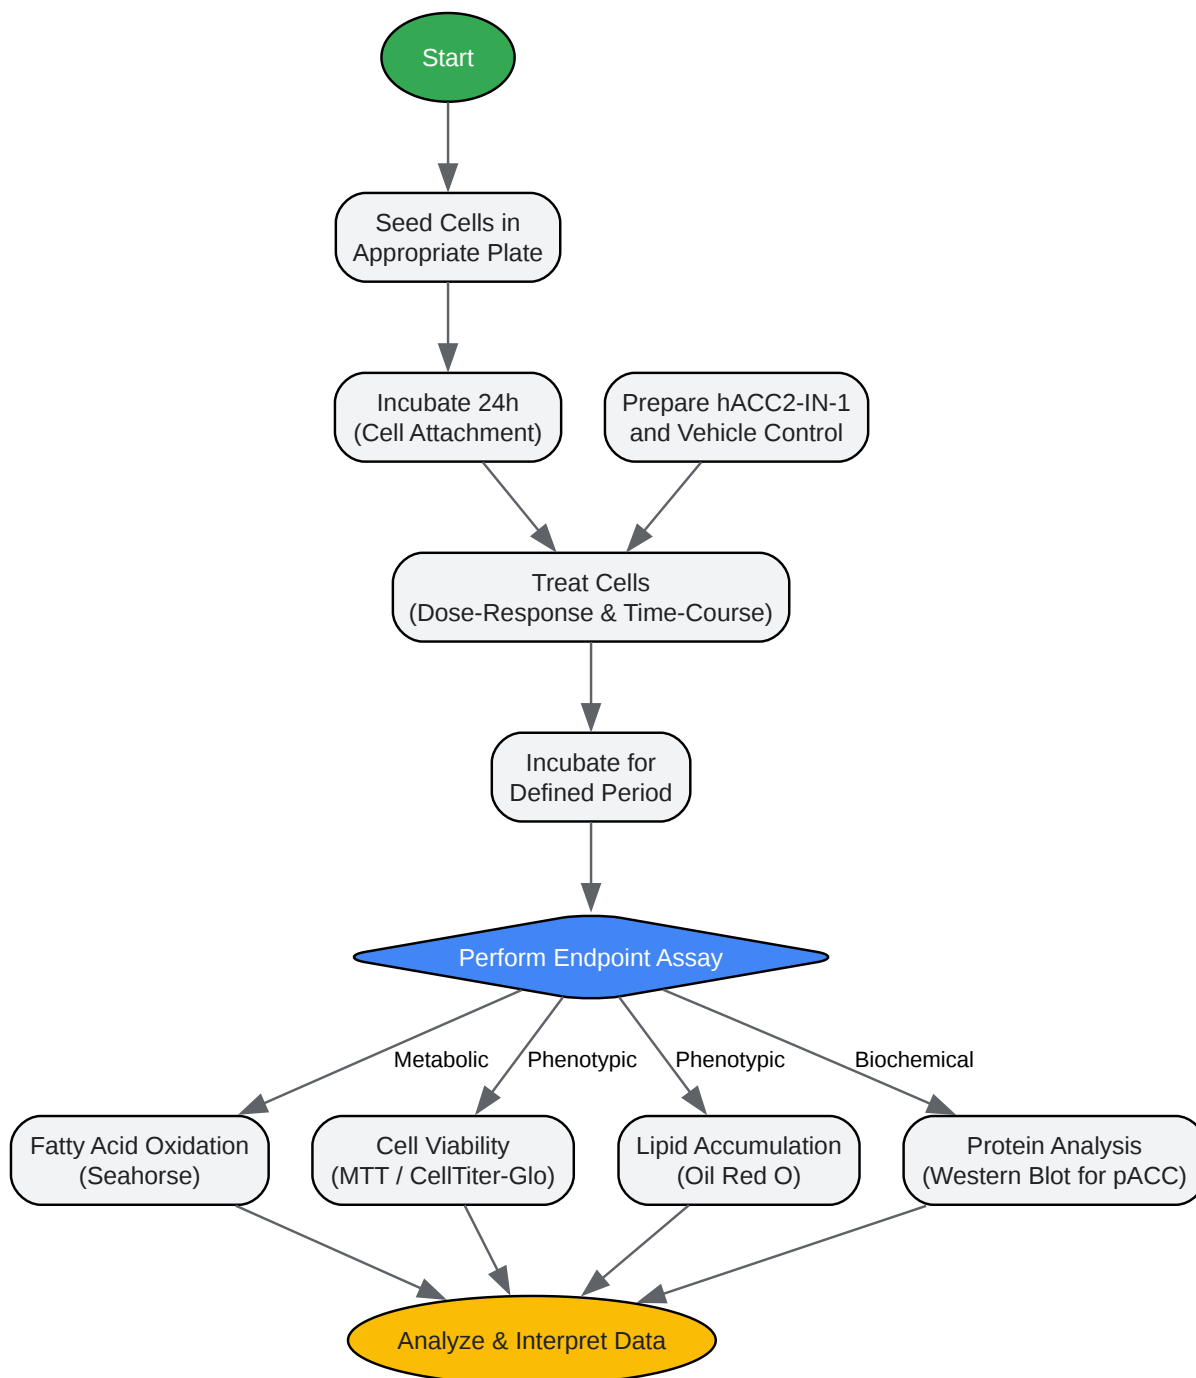 Start
Seed Cells in
Appropriate Plate
Incubate 24h
(Cell Attachment)
Prepare hACC2-IN-1
and Vehicle Control
Treat Cells
(Dose-Response & Time-Course)
Incubate for
Defined Period
Perform Endpoint Assay
Metabolic
Phenotypic
Phenotypic
Biochemical
Fatty Acid Oxidation
(Seahorse)
Cell Viability
(MTT / CellTiter-Glo)
Lipid Accumulation
(Oil Red O)
Protein Analysis
(Western Blot for pACC)
Analyze & Interpret Data